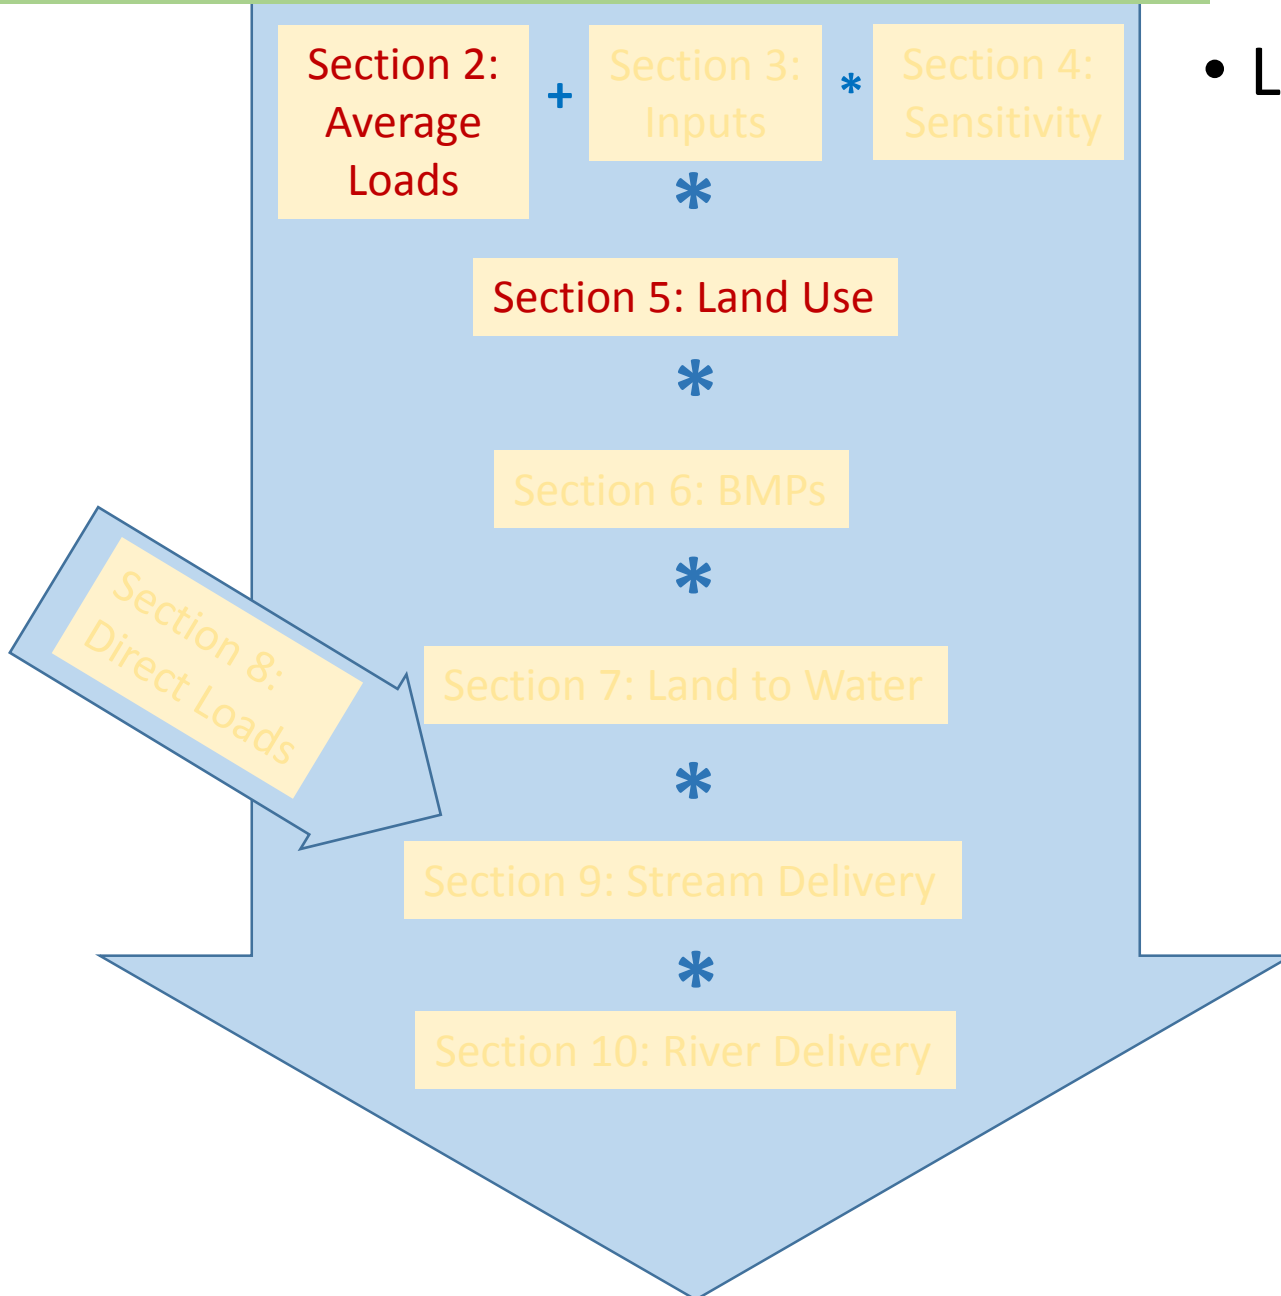 Section 2:
Average
Loads
+
Section 3:
Inputs
*
Section 4:
Sensitivity
*
Section 5: Land Use
*
Section 6: BMPs
*
Section 7: Land to Water
Section 8:
Direct Loads
*
Section 9: Stream Delivery
*
Section 10: River Delivery
• L